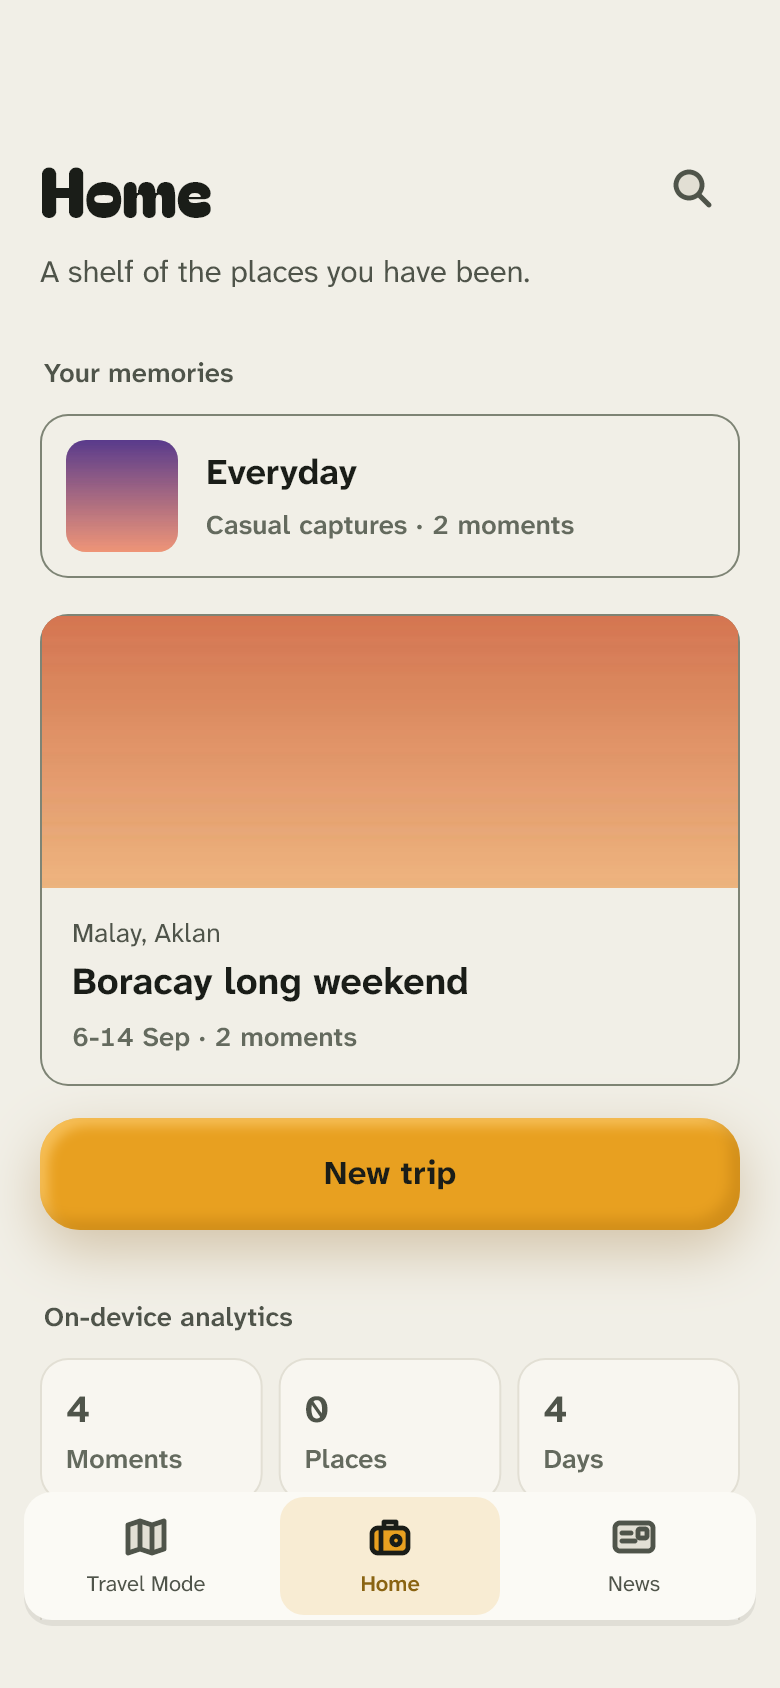 Home
A shelf of the places you have been.
Your memories
Everyday
Casual captures · 2 moments
Malay, Aklan
Boracay long weekend
6-14 Sep · 2 moments
New trip
On-device analytics
4
Moments
0
Places
4
Days
Travel Mode
Home
News